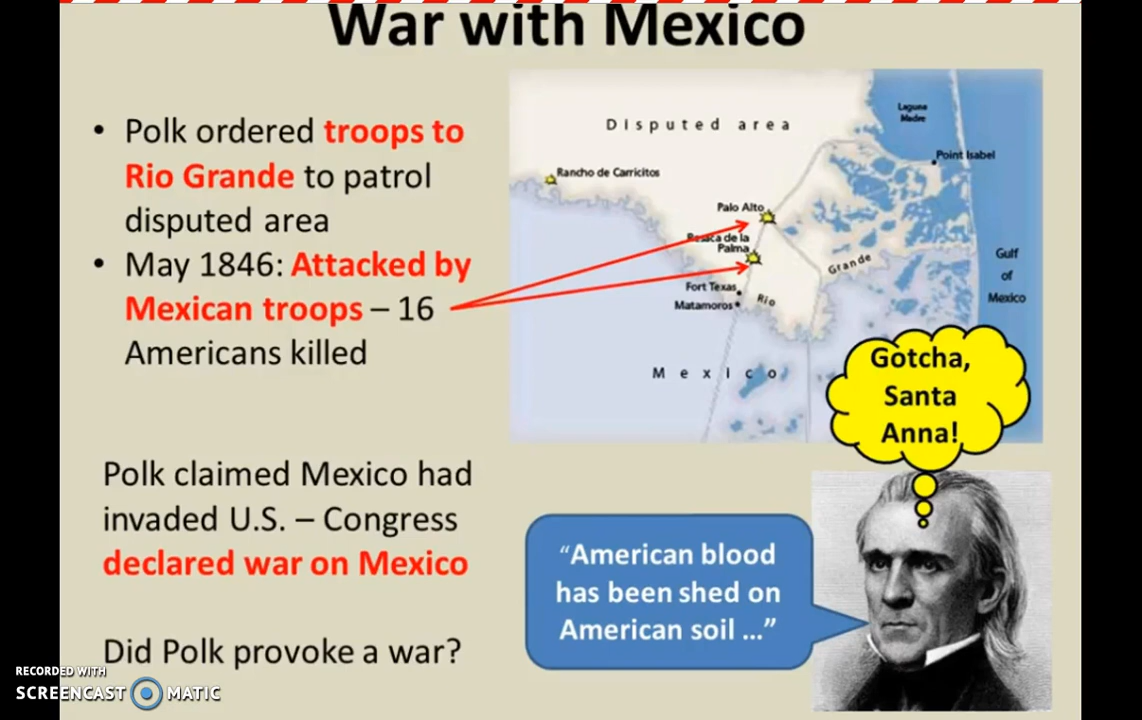 War with Mexico
• Polk ordered troops to
Rio Grande to patrol
disputed area
• May 1846: Attacked by
Mexican troops – 16
Americans killed
Polk claimed Mexico had
invaded U.S. – Congress
declared war on Mexico
Did Polk provoke a war?
Disputed area
Laguna
Madre
Point Isabel
Rancho de Carricitos
Palo Alto
Resaca de la
Palma
Grande
Gulf
of
Mexico
Fort Texas
Rio
Matamoros
Mexico
Gotcha,
Santa
Anna!
“American blood
has been shed on
American soil …”
RECORDED WITH
SCREENCAST MATIC